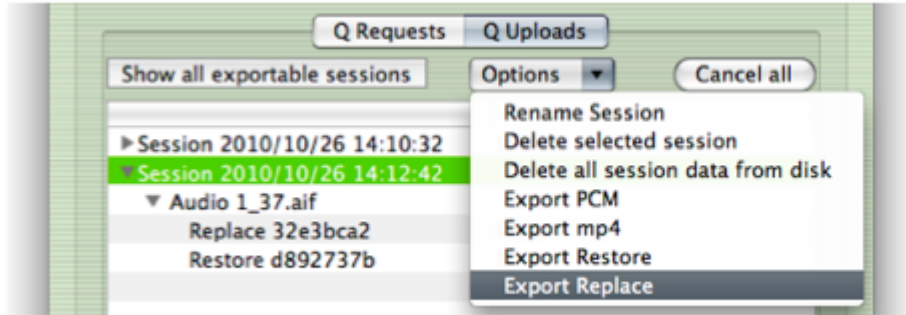 Q Requests Q Uploads
Show all exportable sessions Options Cancel all
Rename Session
Delete selected session
Delete all session data from disk
Export PCM
Export mp4
Export Restore
Export Replace
Session 2010/10/26 14:10:32
Session 2010/10/26 14:12:42
Audio 1_37.aif
Replace 32e3bca2
Restore d892737b